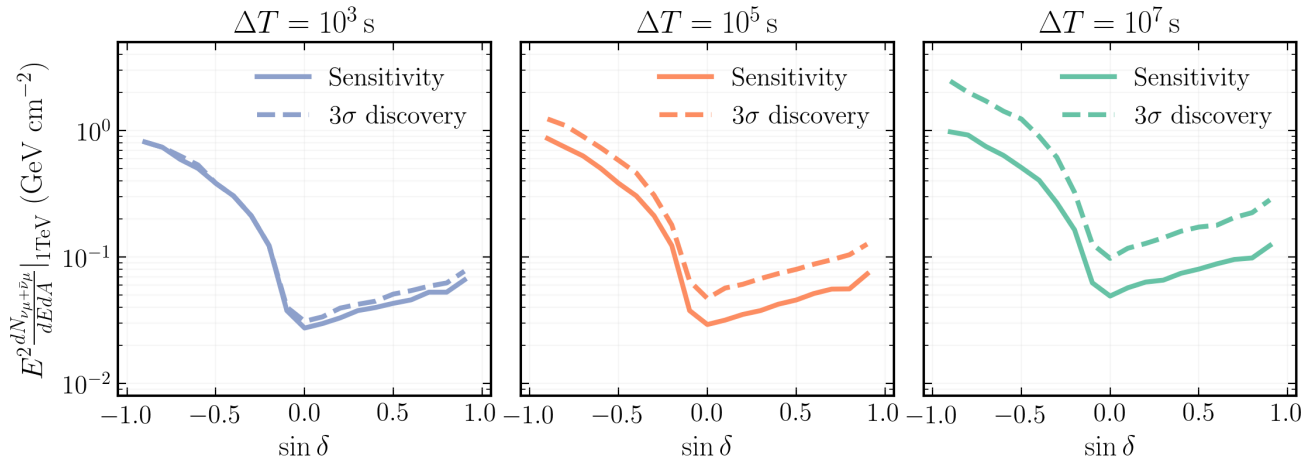 ΔT = 10³ s
ΔT = 10⁵ s
ΔT = 10⁷ s
E² dN_{ν_μ+ν̄_μ}/dEdA |_{1TeV} (GeV cm⁻²)
10⁰
10⁻¹
10⁻²
Sensitivity
3σ discovery
Sensitivity
3σ discovery
Sensitivity
3σ discovery
−1.0 −0.5 0.0 0.5 1.0
−1.0 −0.5 0.0 0.5 1.0
−1.0 −0.5 0.0 0.5 1.0
sin δ
sin δ
sin δ